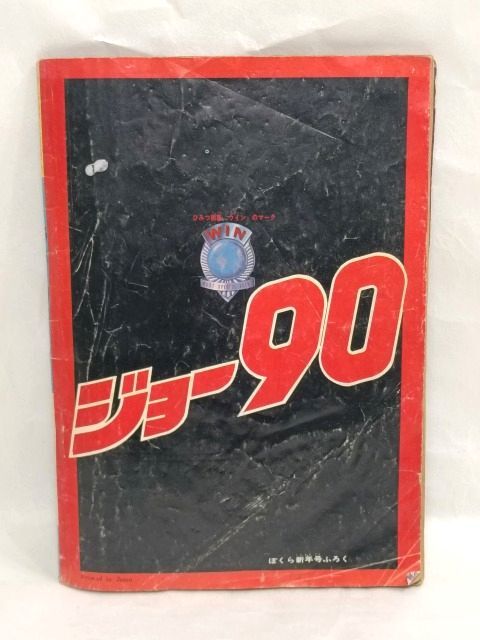 ひみつ機関 ウイン のマーク
WIN
ジョー90
ぼくら新年号ふろく
Printed in Japan